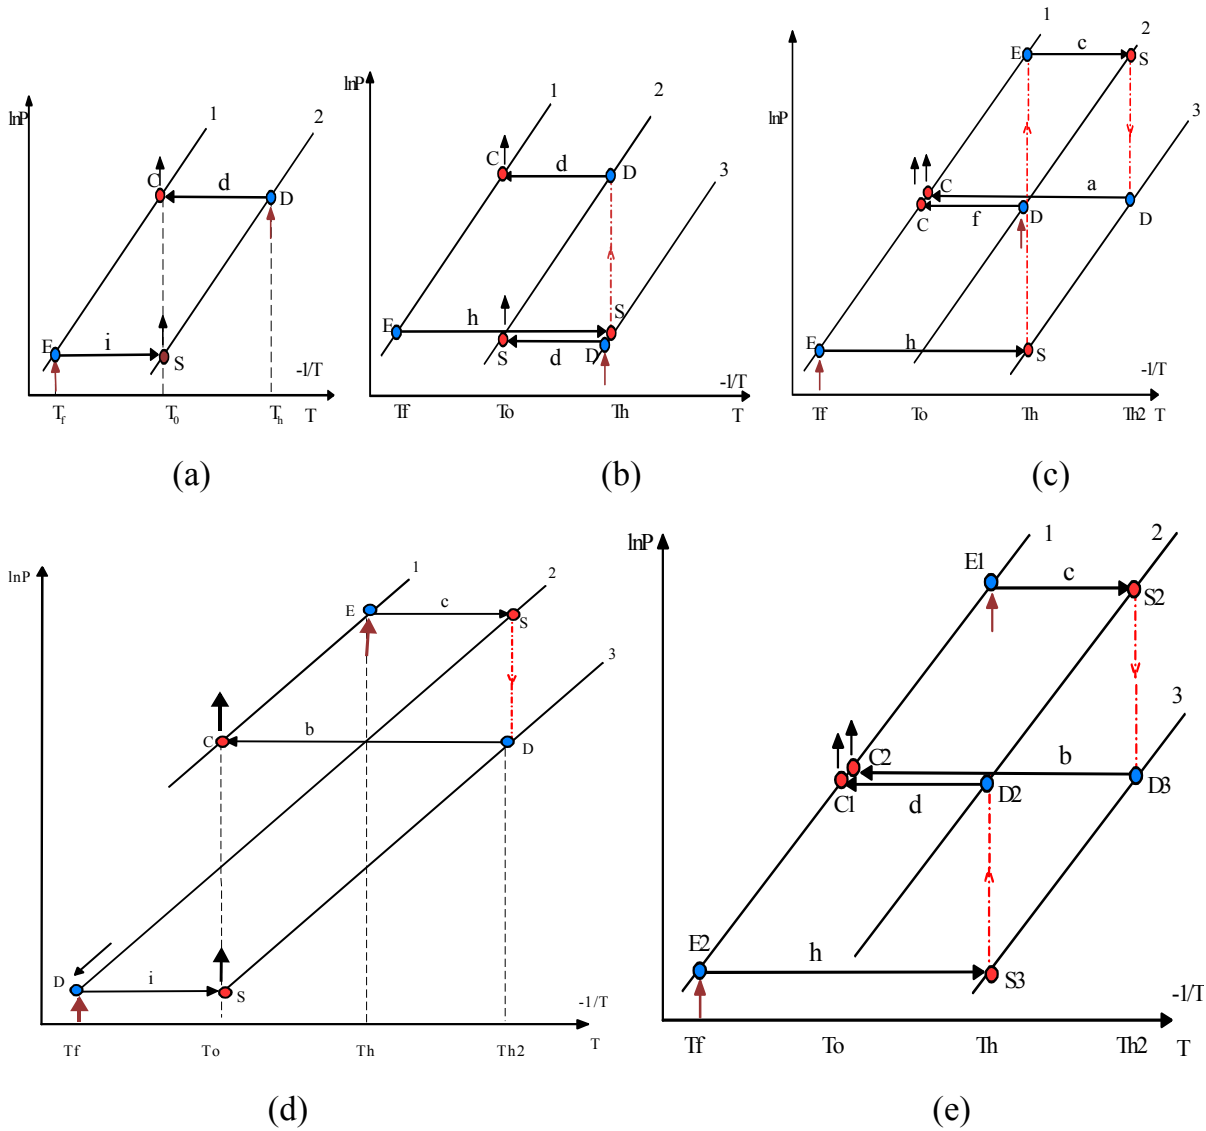 lnP
1
2
C
d
D
E
i
S
-1/T
Tf
T0
Th
T
(a)
lnP
1
2
3
C
d
D
E
h
S
S
d
D
-1/T
Tf
To
Th
T
(b)
lnP
1
2
3
E
c
S
C
a
C
f
D
D
E
h
S
-1/T
Tf
To
Th
Th2
T
(c)
lnP
1
2
3
E
c
S
C
b
D
D
i
S
-1/T
Tf
To
Th
Th2
T
(d)
lnP
1
2
3
E1
c
S2
C2
b
C1
d
D2
D3
E2
h
S3
-1/T
Tf
To
Th
Th2
T
(e)